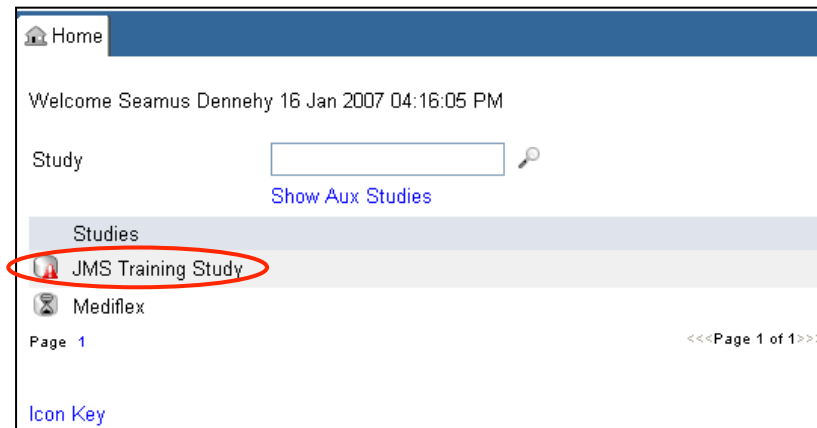 Home
Welcome Seamus Dennehy 16 Jan 2007 04:16:05 PM
Study
Show Aux Studies
Studies
JMS Training Study
Mediflex
Page 1 <<<Page 1 of 1>>>
Icon Key